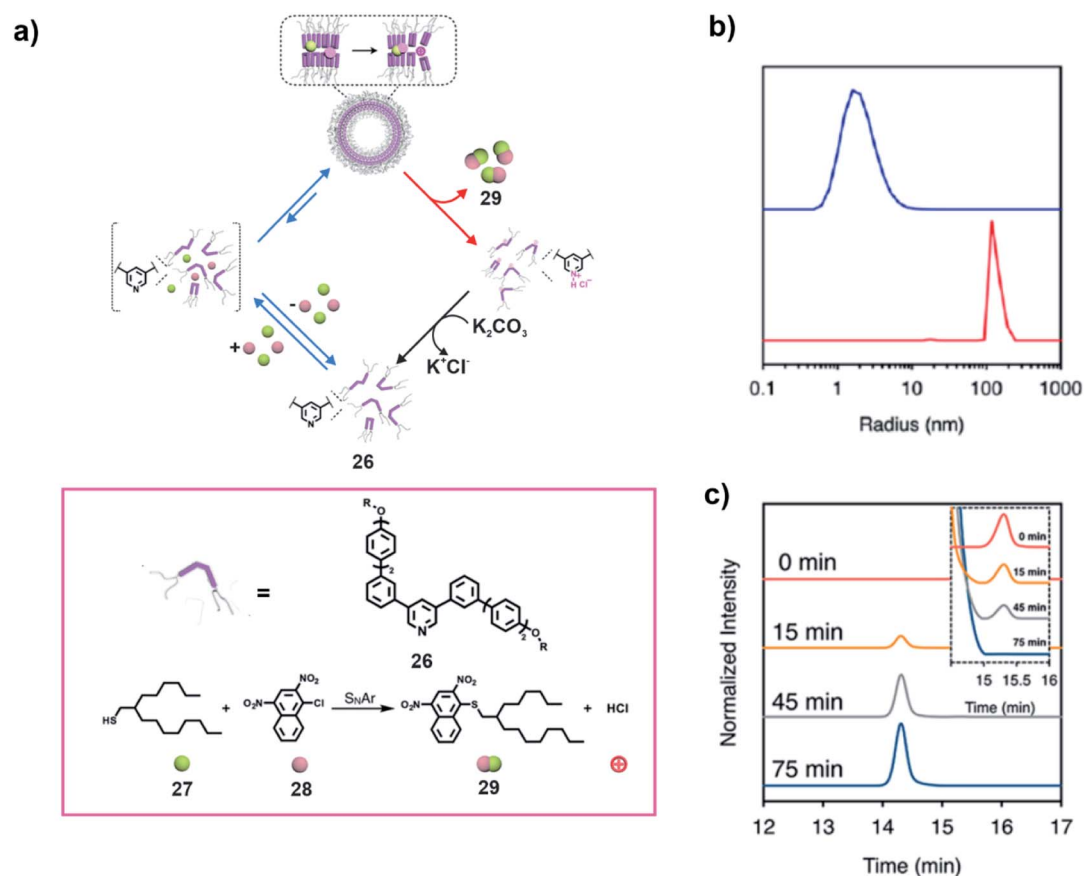 a)
29
N
N+
H Cl-
K2CO3
K+Cl-
-
+
N
26
=
R
O
2
N
2
O
R
26
HS
+
NO2
O2N
Cl
SNAr
NO2
O2N
S
+ HCl
27
28
29
b)
0.1 1 10 100 1000
Radius (nm)
c)
Normalized Intensity
0 min
15 min
45 min
75 min
0 min
15 min
45 min
75 min
15 15.5 16
Time (min)
12 13 14 15 16 17
Time (min)